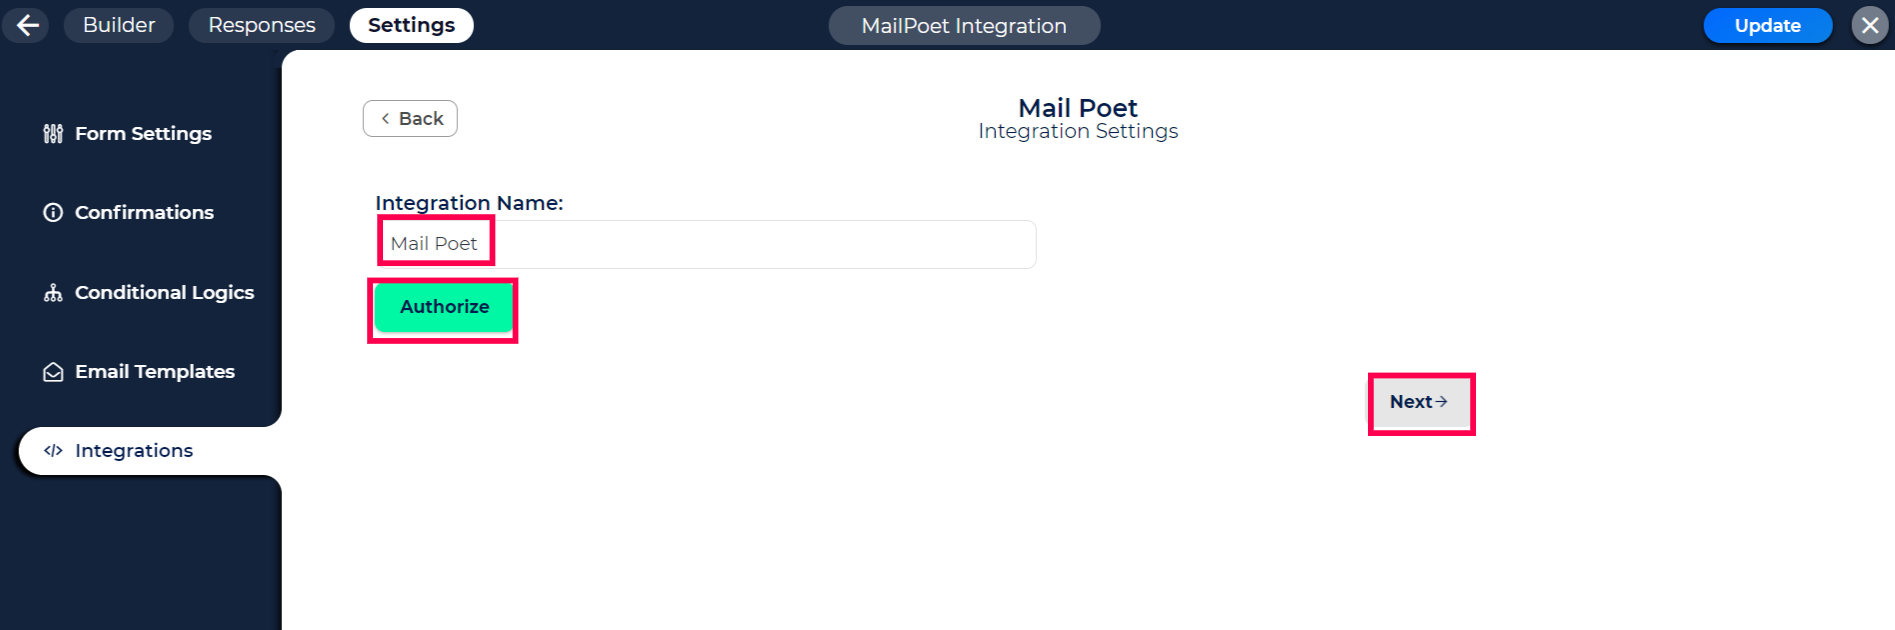 Builder
Responses
Settings
MailPoet Integration
Update
Form Settings
Confirmations
Conditional Logics
Email Templates
Integrations
Back
Mail Poet
Integration Settings
Integration Name:
Mail Poet
Authorize
Next